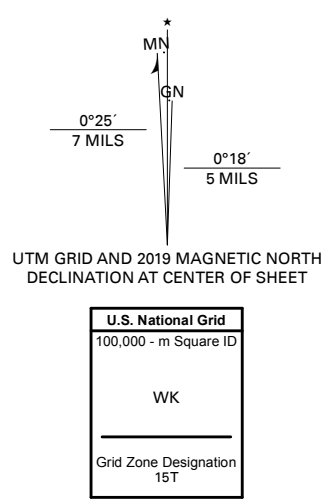 ★
MN
GN
0°25´
7 MILS
0°18´
5 MILS
UTM GRID AND 2019 MAGNETIC NORTH
DECLINATION AT CENTER OF SHEET
U.S. National Grid
100,000 - m Square ID
WK
Grid Zone Designation
15T